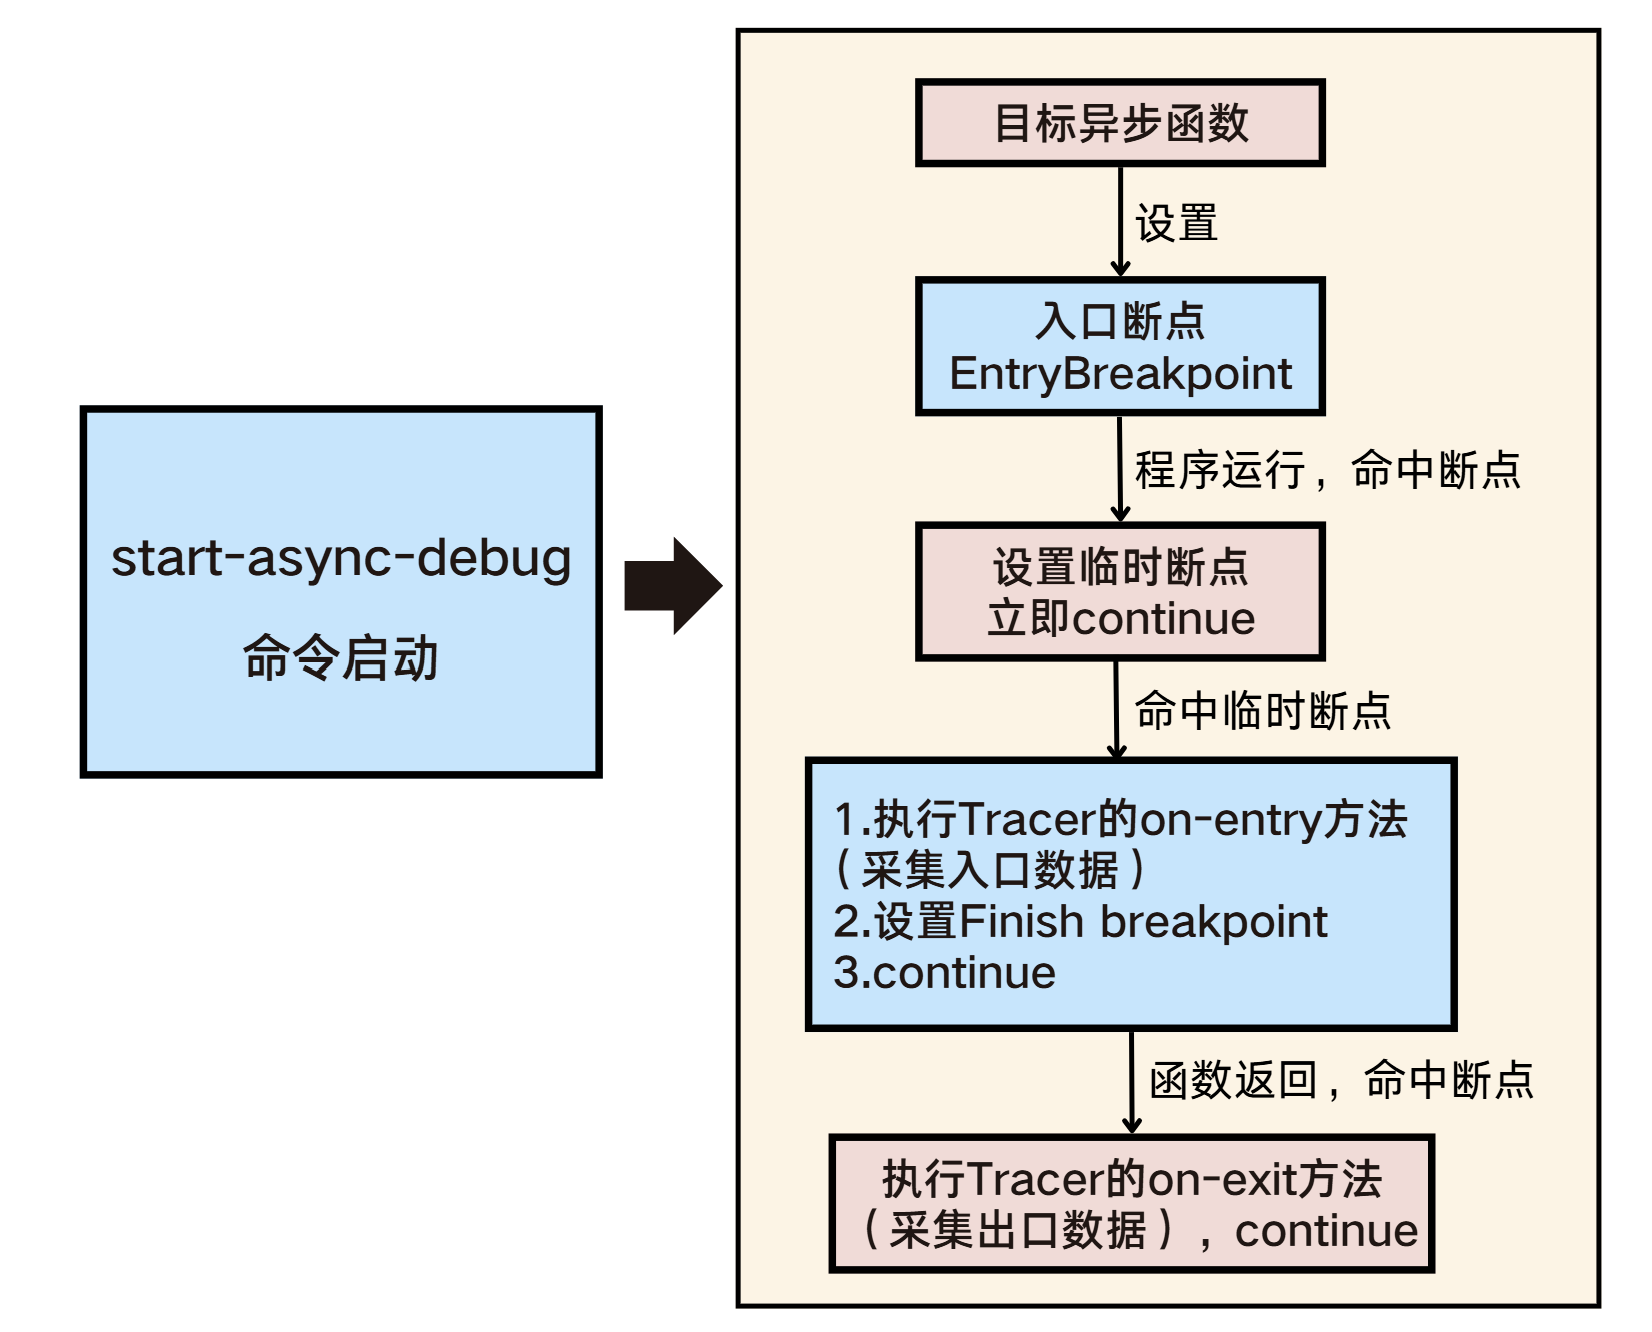 start-async-debug
命令启动
目标异步函数
设置
入口断点
EntryBreakpoint
程序运行，命中断点
设置临时断点
立即continue
命中临时断点
1.执行Tracer的on-entry方法
（采集入口数据）
2.设置Finish breakpoint
3.continue
函数返回，命中断点
执行Tracer的on-exit方法
（采集出口数据），continue